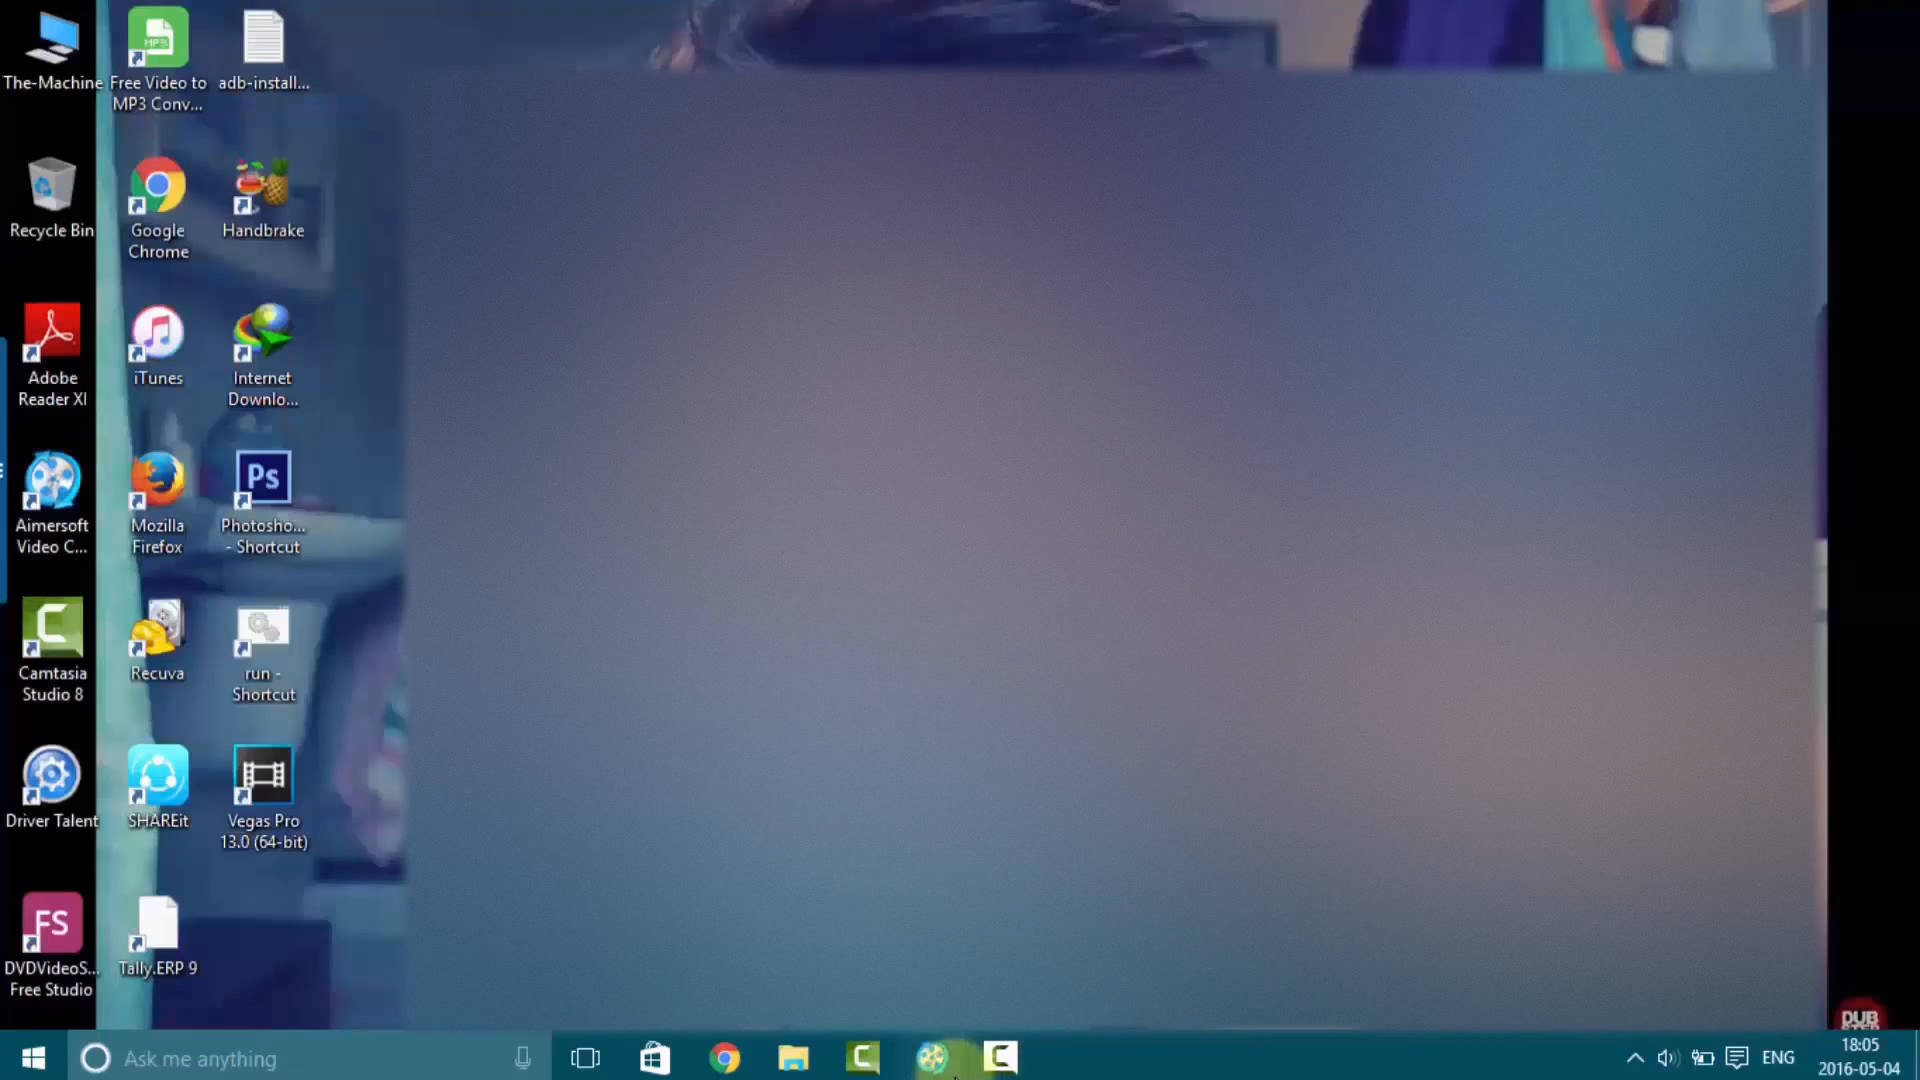 The-Machine
Free Video to
MP3 Conv...
adb-install...
MP3
Recycle Bin
Google
Chrome
Handbrake
Adobe
Reader XI
iTunes
Internet
Downlo...
Ps
Aimersoft
Video C...
Mozilla
Firefox
Photosho...
- Shortcut
Camtasia
Studio 8
Recuva
run -
Shortcut
Driver Talent
SHAREit
Vegas Pro
13.0 (64-bit)
FS
DVDVideoS...
Free Studio
Tally.ERP 9
DUB
Ask me anything
ENG
18:05
2016-05-04